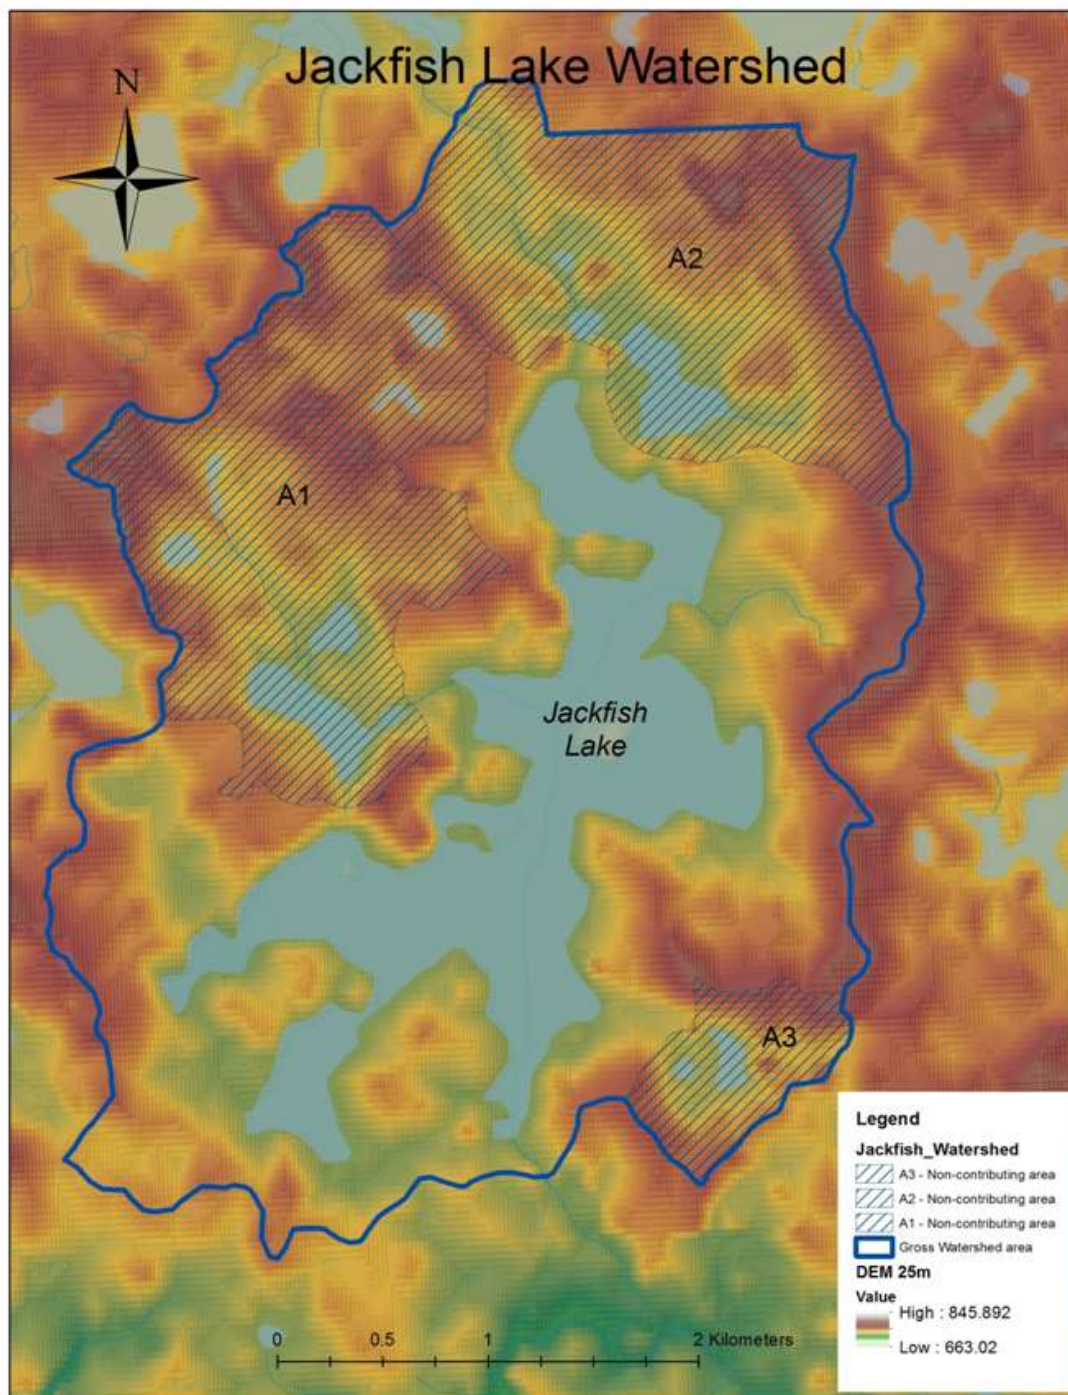 Jackfish Lake Watershed
N
A2
A1
Jackfish
Lake
A3
Legend
Jackfish_Watershed
A3 - Non-contributing area
A2 - Non-contributing area
A1 - Non-contributing area
Gross Watershed area
DEM 25m
Value
High : 845.892
Low : 663.02
0 0.5 1 2 Kilometers